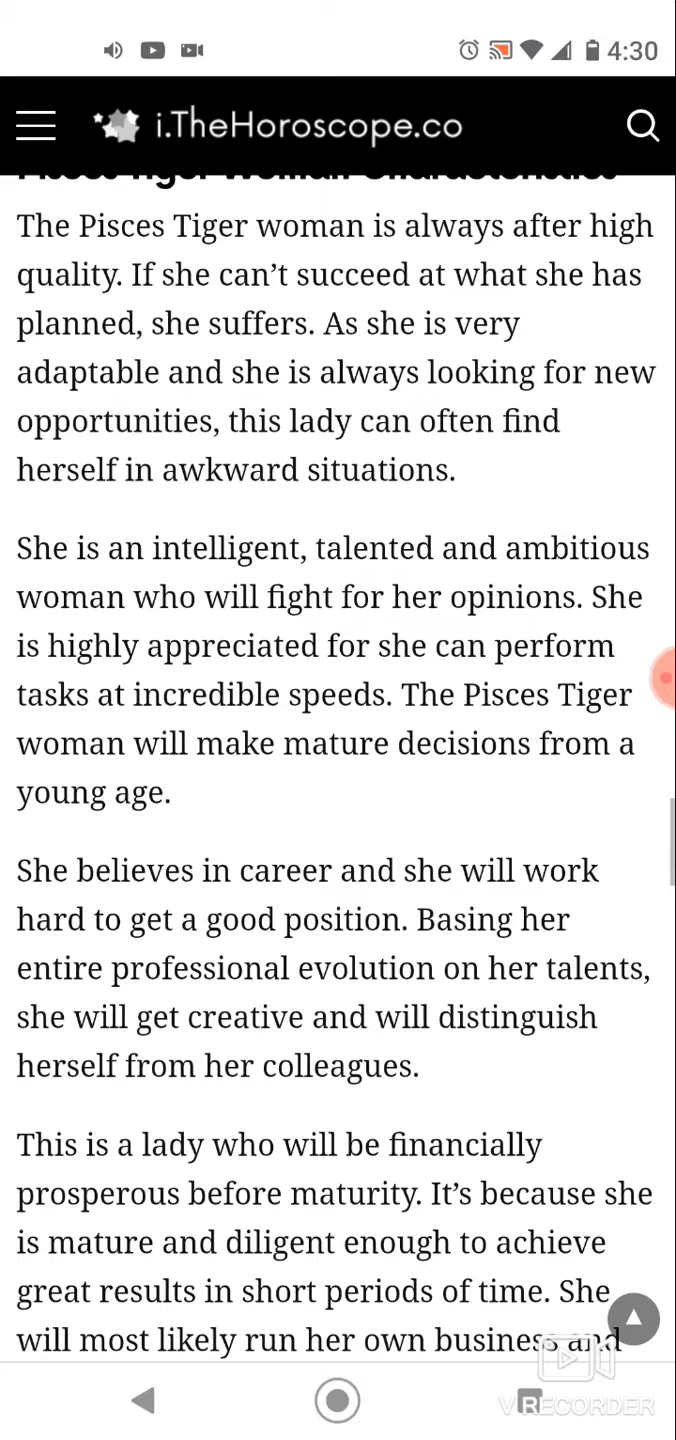 4:30
i.TheHoroscope.co
Pisces Tiger Woman Characteristics
The Pisces Tiger woman is always after high
quality. If she can’t succeed at what she has
planned, she suffers. As she is very
adaptable and she is always looking for new
opportunities, this lady can often find
herself in awkward situations.
She is an intelligent, talented and ambitious
woman who will fight for her opinions. She
is highly appreciated for she can perform
tasks at incredible speeds. The Pisces Tiger
woman will make mature decisions from a
young age.
She believes in career and she will work
hard to get a good position. Basing her
entire professional evolution on her talents,
she will get creative and will distinguish
herself from her colleagues.
This is a lady who will be financially
prosperous before maturity. It’s because she
is mature and diligent enough to achieve
great results in short periods of time. She
will most likely run her own business and
VRECORDER